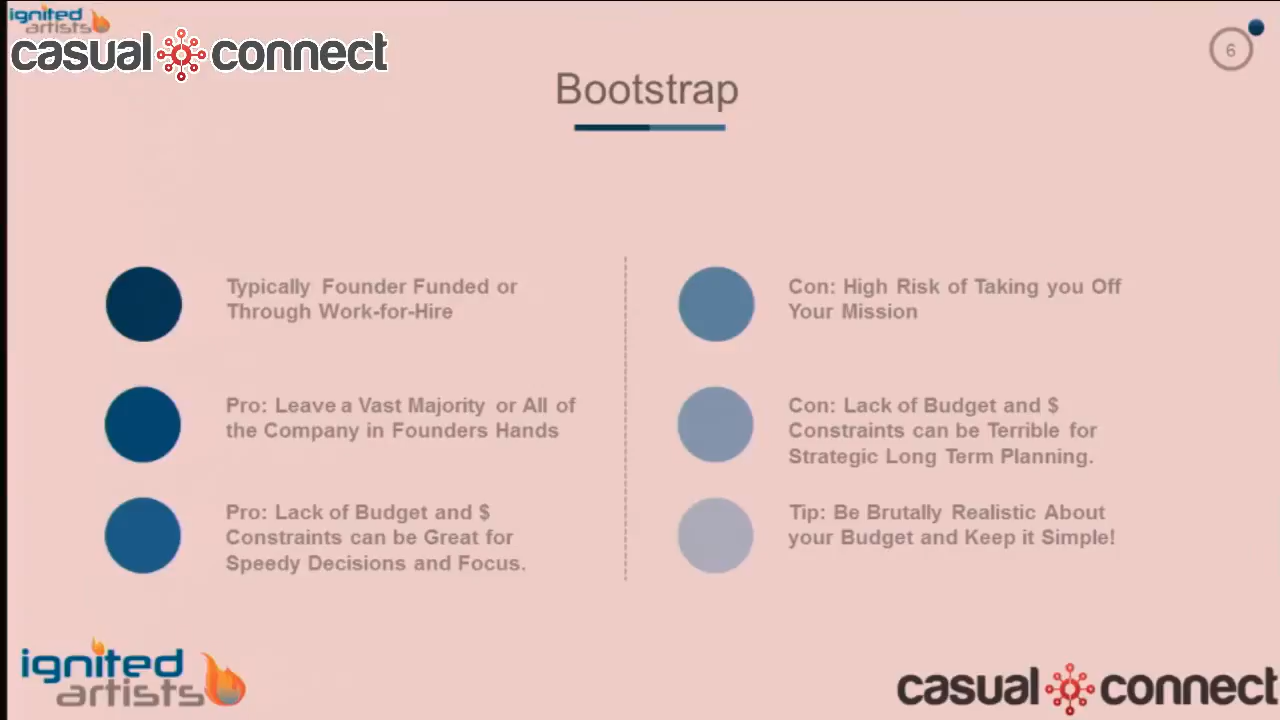 ignited
artists
casual connect
6
Bootstrap
Typically Founder Funded or
Through Work-for-Hire
Pro: Leave a Vast Majority or All of
the Company in Founders Hands
Pro: Lack of Budget and $
Constraints can be Great for
Speedy Decisions and Focus.
Con: High Risk of Taking you Off
Your Mission
Con: Lack of Budget and $
Constraints can be Terrible for
Strategic Long Term Planning.
Tip: Be Brutally Realistic About
your Budget and Keep it Simple!
ignited
artists
casual connect